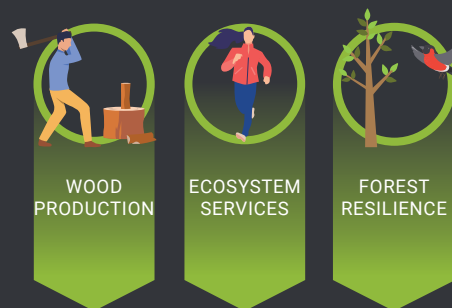 WOOD
PRODUCTION
ECOSYSTEM
SERVICES
FOREST
RESILIENCE